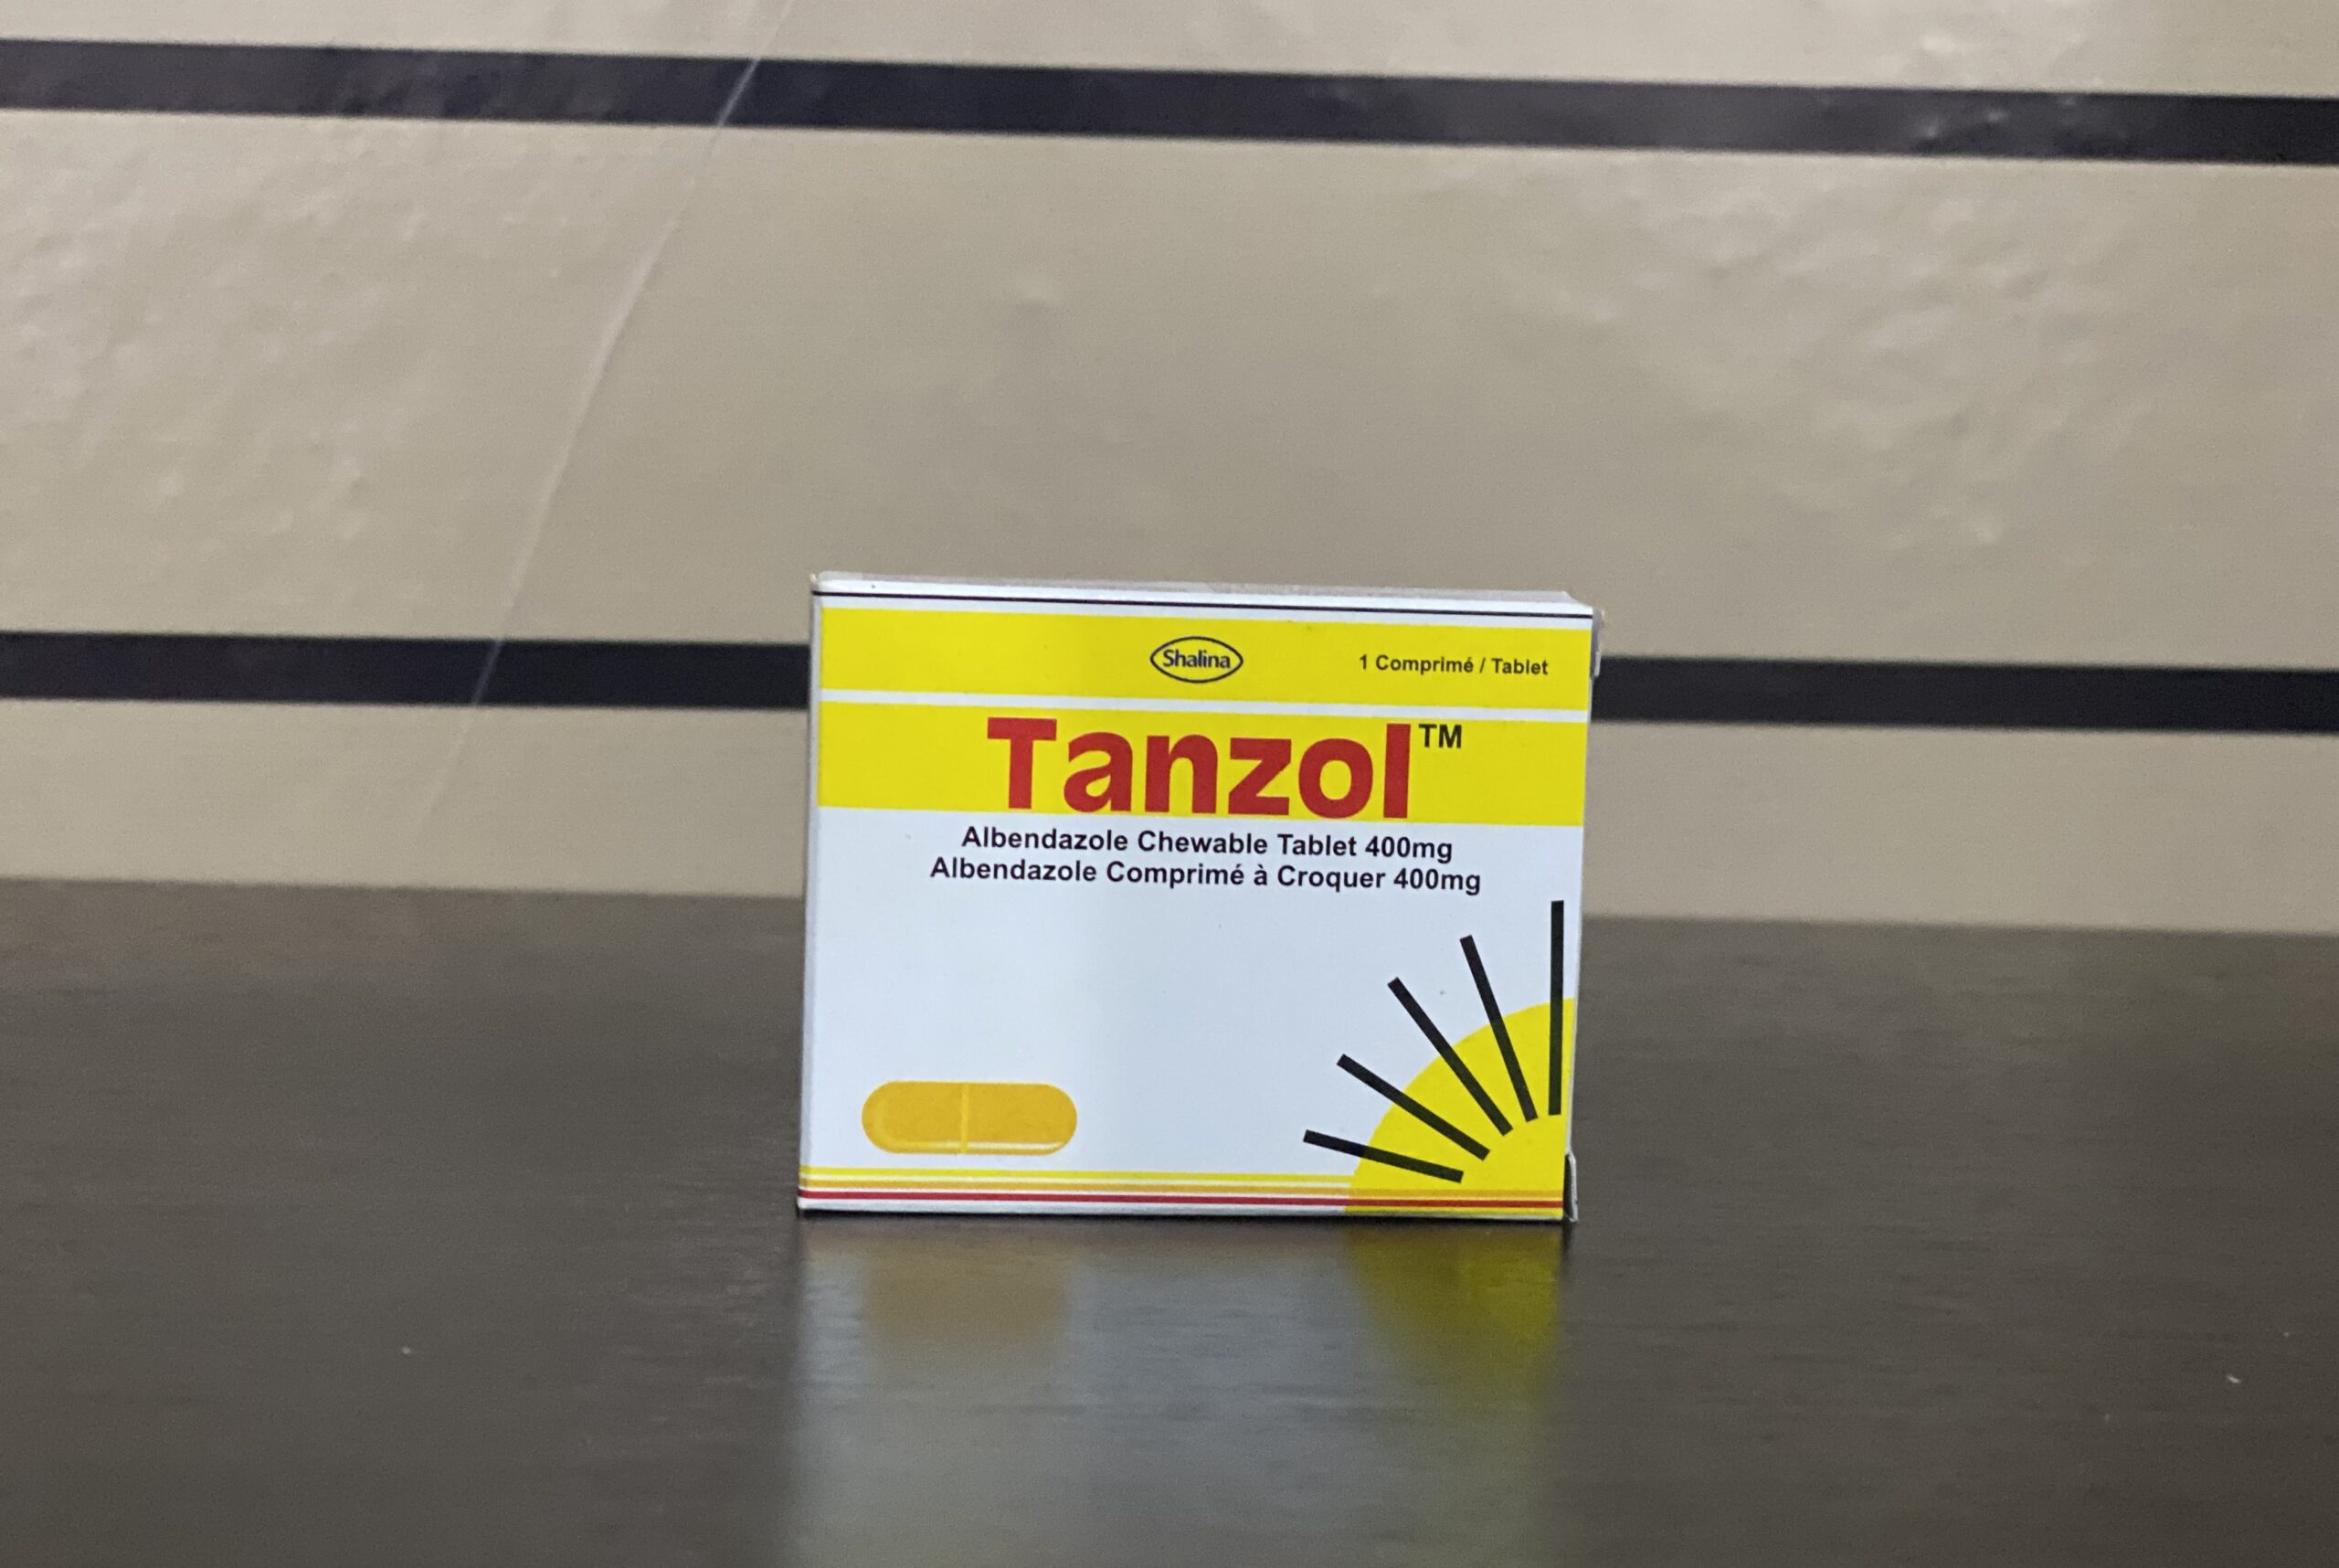 Shalina
1 Comprimé / Tablet
Tanzol™
Albendazole Chewable Tablet 400mg
Albendazole Comprimé à Croquer 400mg